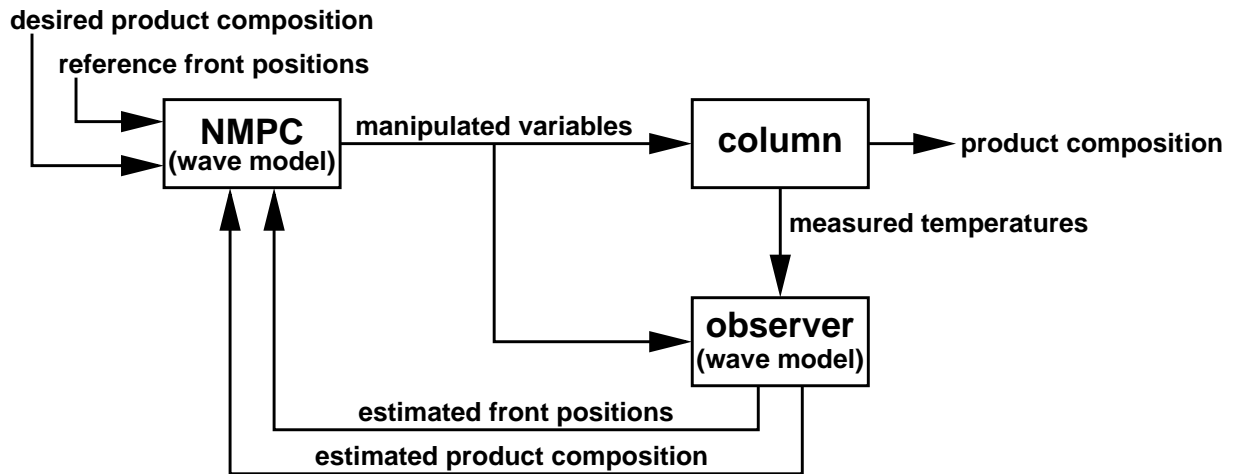 desired product composition
reference front positions
NMPC
(wave model)
manipulated variables
column
product composition
measured temperatures
observer
(wave model)
estimated front positions
estimated product composition